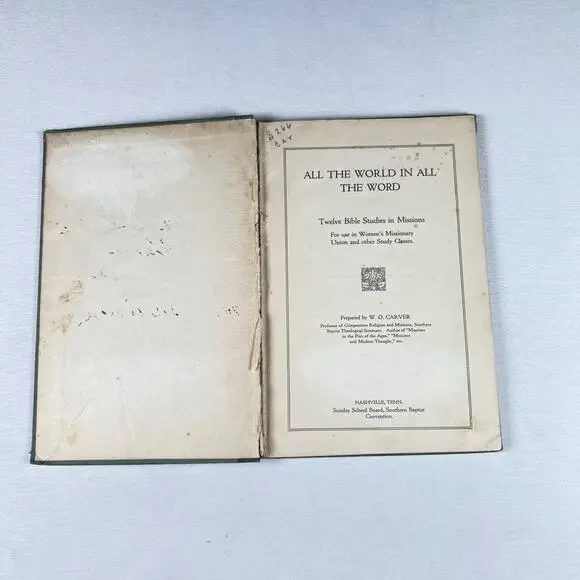 266
Car
ALL THE WORLD IN ALL
THE WORD
Twelve Bible Studies in Missions
For use in Women's Missionary
Union and other Study Classes.
Prepared by W. O. CARVER
Professor of Comparative Religion and Missions, Southern
Baptist Theological Seminary. Author of "Missions
in the Plan of the Ages," "Missions
and Modern Thought," etc.
NASHVILLE, TENN.
Sunday School Board, Southern Baptist
Convention.